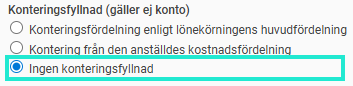 Konteringsfyllnad (gäller ej konto)
Konteringsfördelning enligt lönekörningens huvudfördelning
Kontering från den anställdes kostnadsfördelning
Ingen konteringsfyllnad